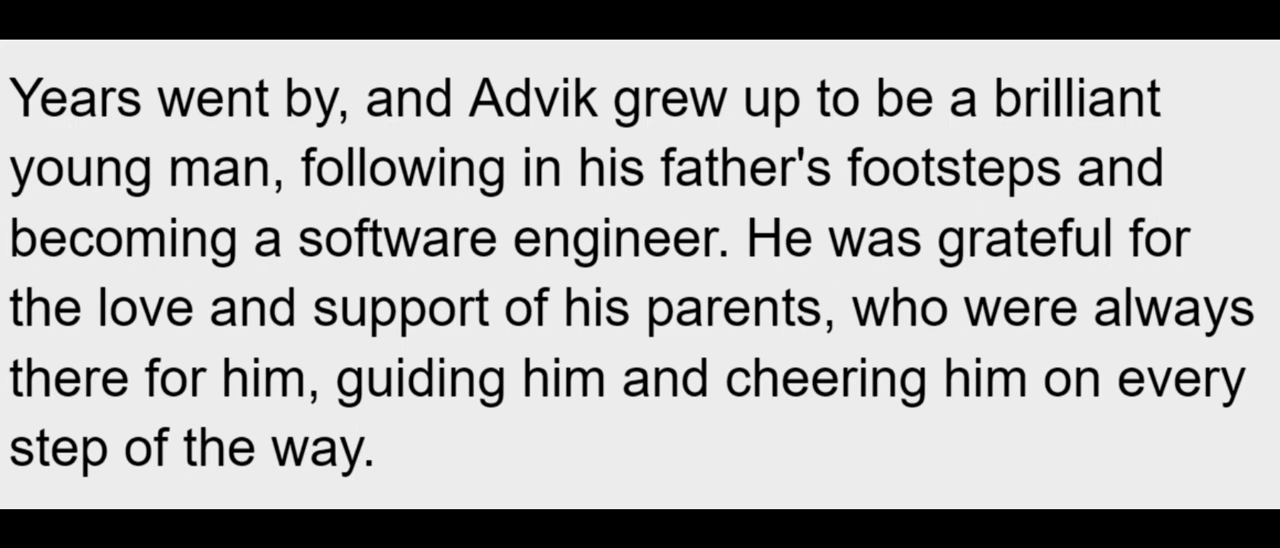 Years went by, and Advik grew up to be a brilliant
young man, following in his father's footsteps and
becoming a software engineer. He was grateful for
the love and support of his parents, who were always
there for him, guiding him and cheering him on every
step of the way.